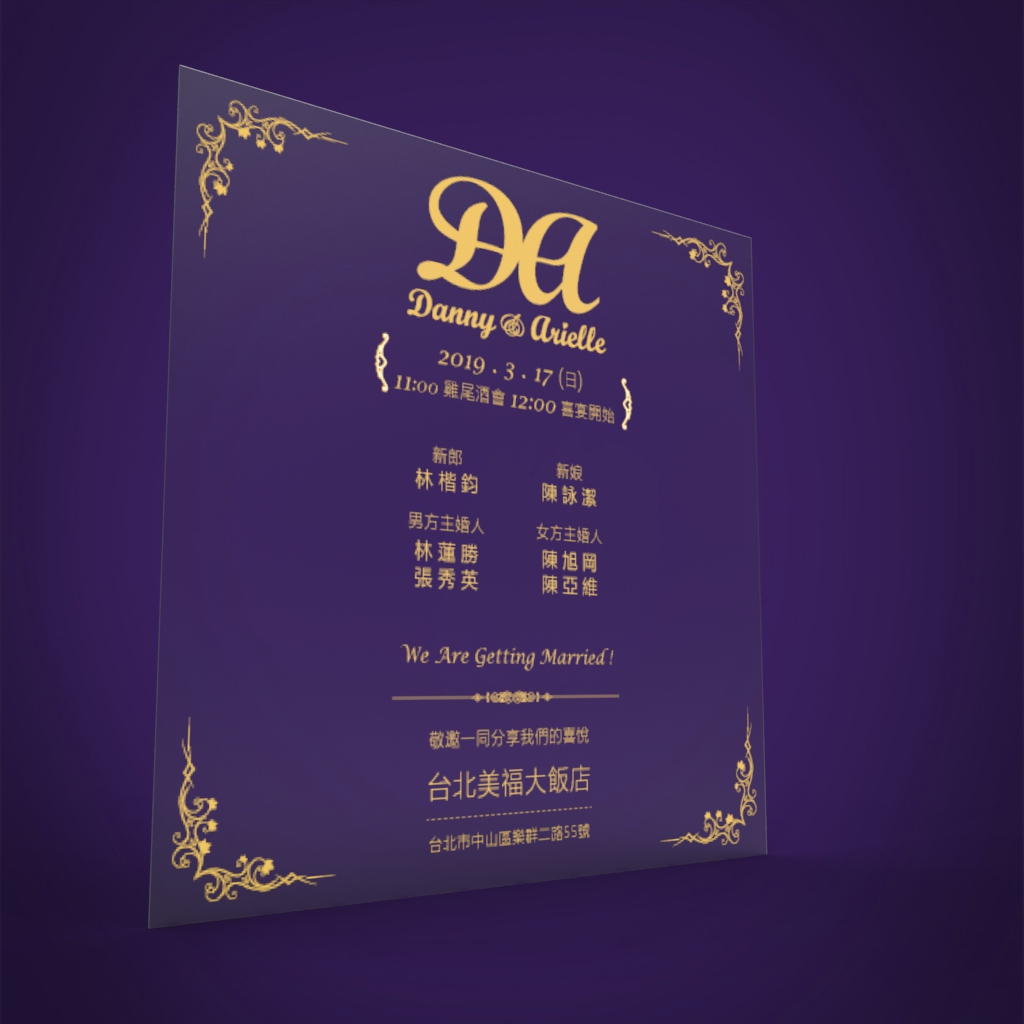 DA
Danny & Arielle
2019 . 3 . 17 (日)
11:00 雞尾酒會 12:00 喜宴開始
新郎
林楷鈞
新娘
陳詠潔
男方主婚人
林蓮勝
張秀英
女方主婚人
陳旭岡
陳亞維
We Are Getting Married !
敬邀一同分享我們的喜悅
台北美福大飯店
台北市中山區樂群二路55號